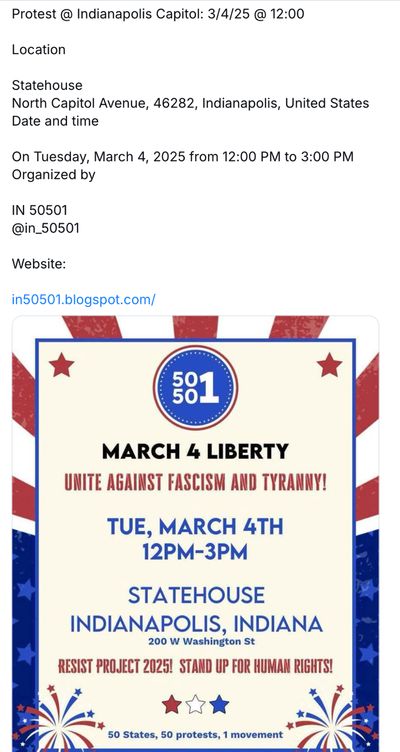 Protest @ Indianapolis Capitol: 3/4/25 @ 12:00
Location
Statehouse
North Capitol Avenue, 46282, Indianapolis, United States
Date and time
On Tuesday, March 4, 2025 from 12:00 PM to 3:00 PM
Organized by
IN 50501
@in_50501
Website:
in50501.blogspot.com/
50
50
1
MARCH 4 LIBERTY
UNITE AGAINST FASCISM AND TYRANNY!
TUE, MARCH 4TH
12PM-3PM
STATEHOUSE
INDIANAPOLIS, INDIANA
200 W Washington St
RESIST PROJECT 2025! STAND UP FOR HUMAN RIGHTS!
50 States, 50 protests, 1 movement